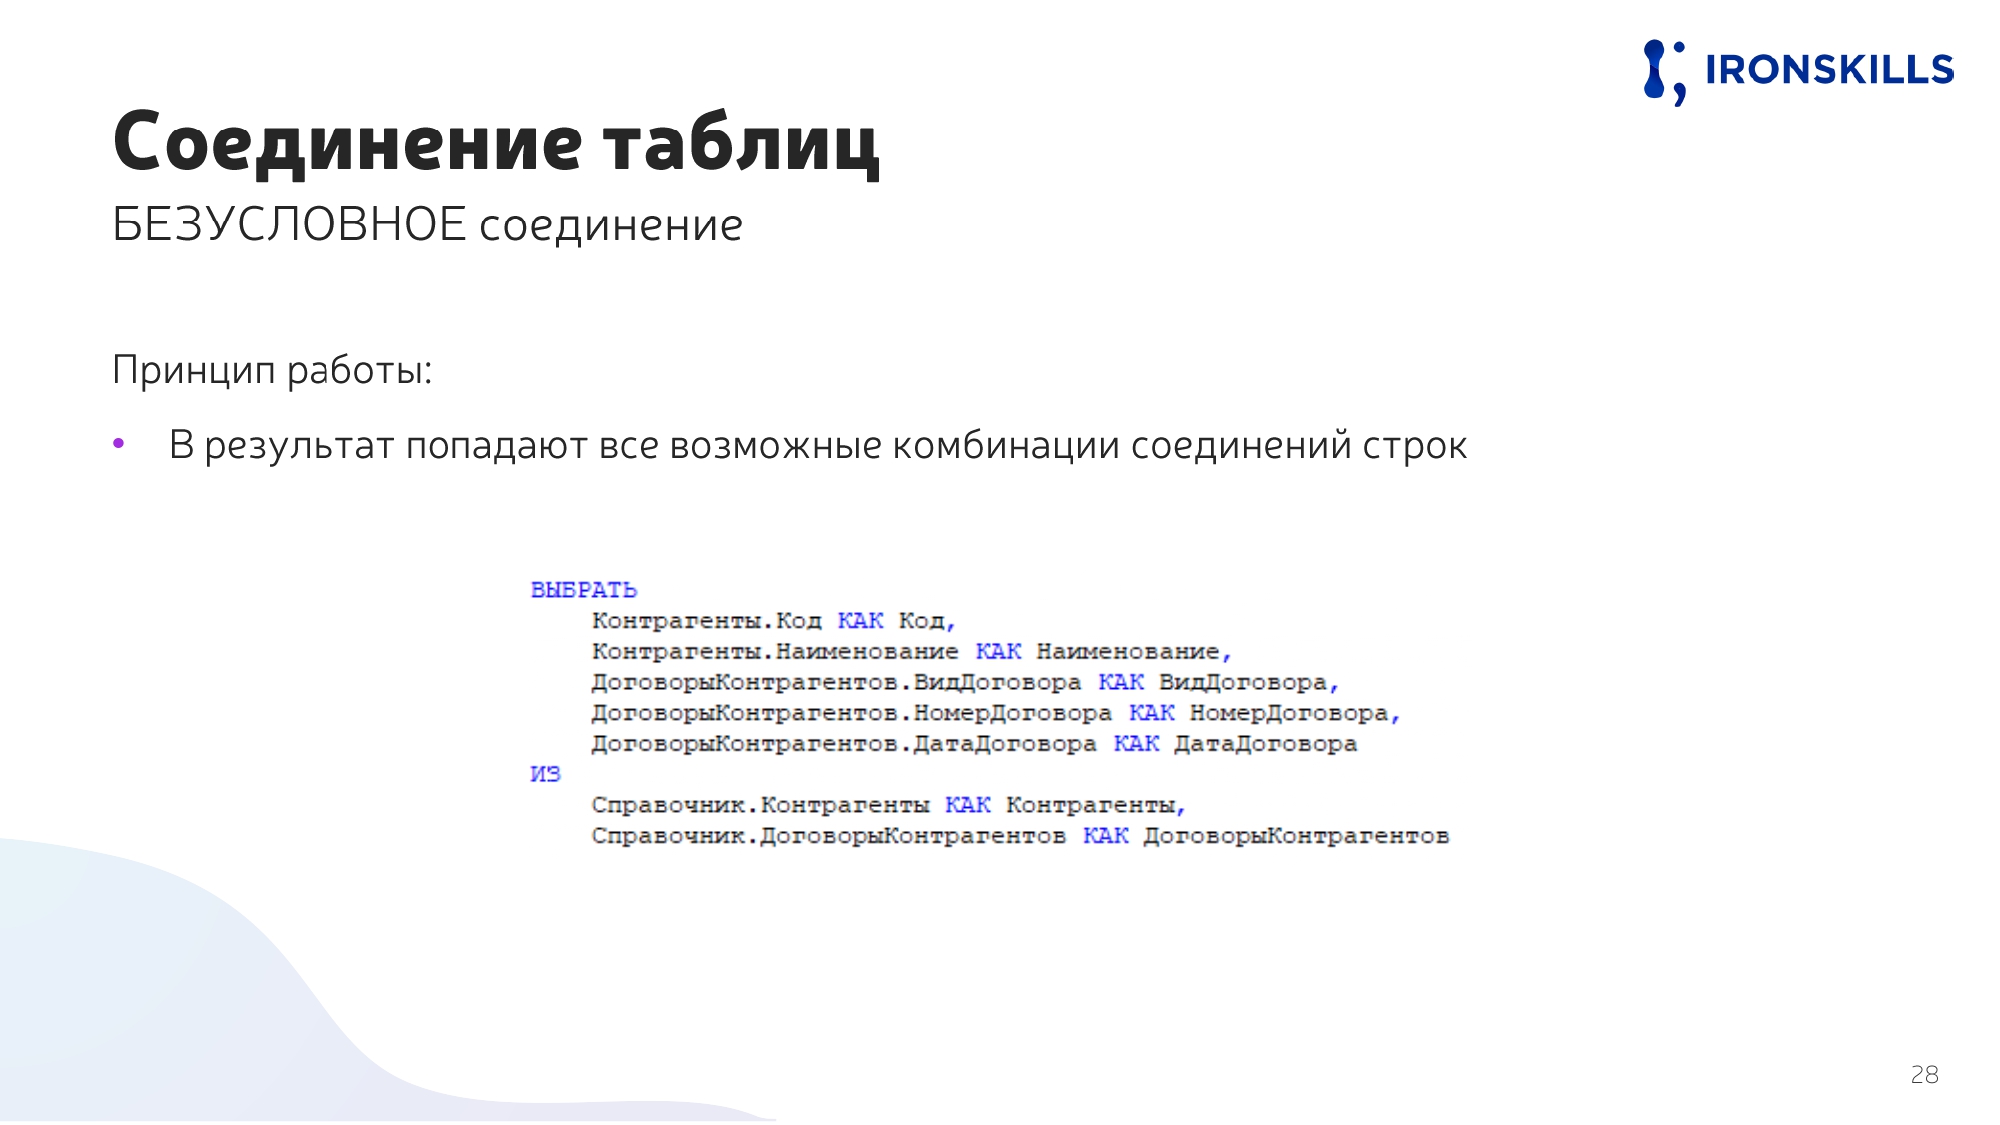 IRONSKILLS
Соединение таблиц
БЕЗУСЛОВНОЕ соединение
Принцип работы:
• В результат попадают все возможные комбинации соединений строк
ВЫБРАТЬ
Контрагенты.Код КАК Код,
Контрагенты.Наименование КАК Наименование,
ДоговорыКонтрагентов.ВидДоговора КАК ВидДоговора,
ДоговорыКонтрагентов.НомерДоговора КАК НомерДоговора,
ДоговорыКонтрагентов.ДатаДоговора КАК ДатаДоговора
ИЗ
Справочник.Контрагенты КАК Контрагенты,
Справочник.ДоговорыКонтрагентов КАК ДоговорыКонтрагентов
28